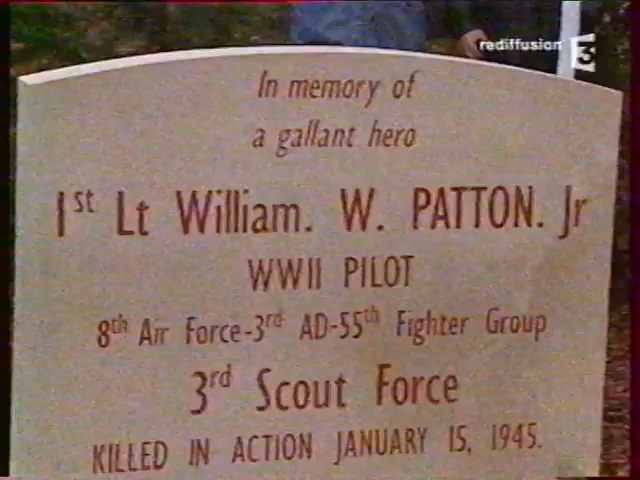 rediffusion 3
In memory of
a gallant hero
1st Lt William. W. PATTON. Jr
WWII PILOT
8th Air Force-3rd AD-55th Fighter Group
3rd Scout Force
KILLED IN ACTION JANUARY 15, 1945.